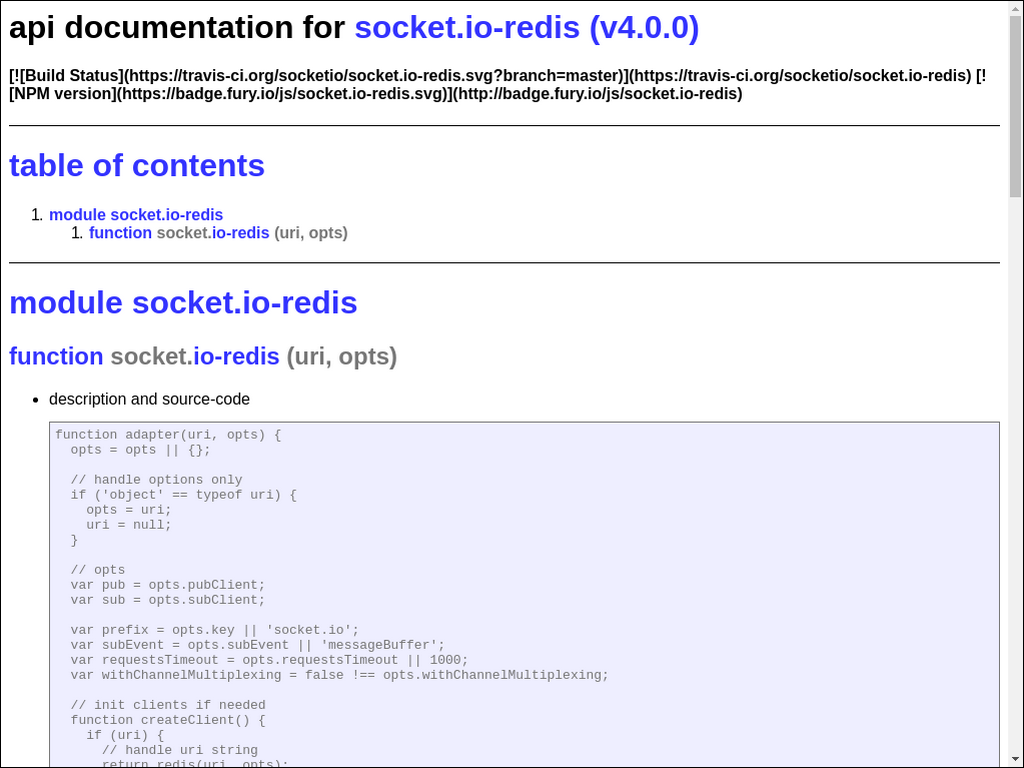 api documentation for socket.io-redis (v4.0.0)
[![Build Status](https://travis-ci.org/socketio/socket.io-redis.svg?branch=master)](https://travis-ci.org/socketio/socket.io-redis) [!
[NPM version](https://badge.fury.io/js/socket.io-redis.svg)](http://badge.fury.io/js/socket.io-redis)
table of contents
1. module socket.io-redis
1. function socket.io-redis (uri, opts)
module socket.io-redis
function socket.io-redis (uri, opts)
• description and source-code
function adapter(uri, opts) {
  opts = opts || {};
  // handle options only
  if ('object' == typeof uri) {
    opts = uri;
    uri = null;
  }
  // opts
  var pub = opts.pubClient;
  var sub = opts.subClient;
  var prefix = opts.key || 'socket.io';
  var subEvent = opts.subEvent || 'messageBuffer';
  var requestsTimeout = opts.requestsTimeout || 1000;
  var withChannelMultiplexing = false !== opts.withChannelMultiplexing;
  // init clients if needed
  function createClient() {
    if (uri) {
      // handle uri string
      return redis(uri, opts);